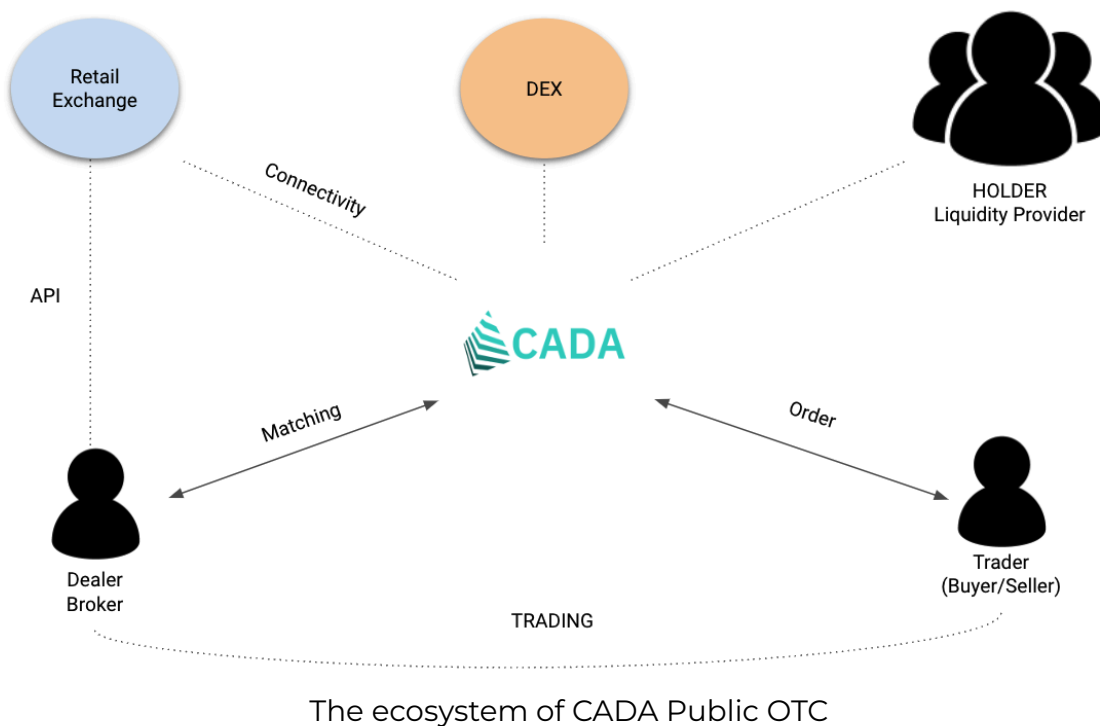 Retail
Exchange
DEX
HOLDER
Liquidity Provider
Connectivity
API
CADA
Matching
Order
Dealer
Broker
Trader
(Buyer/Seller)
TRADING
The ecosystem of CADA Public OTC